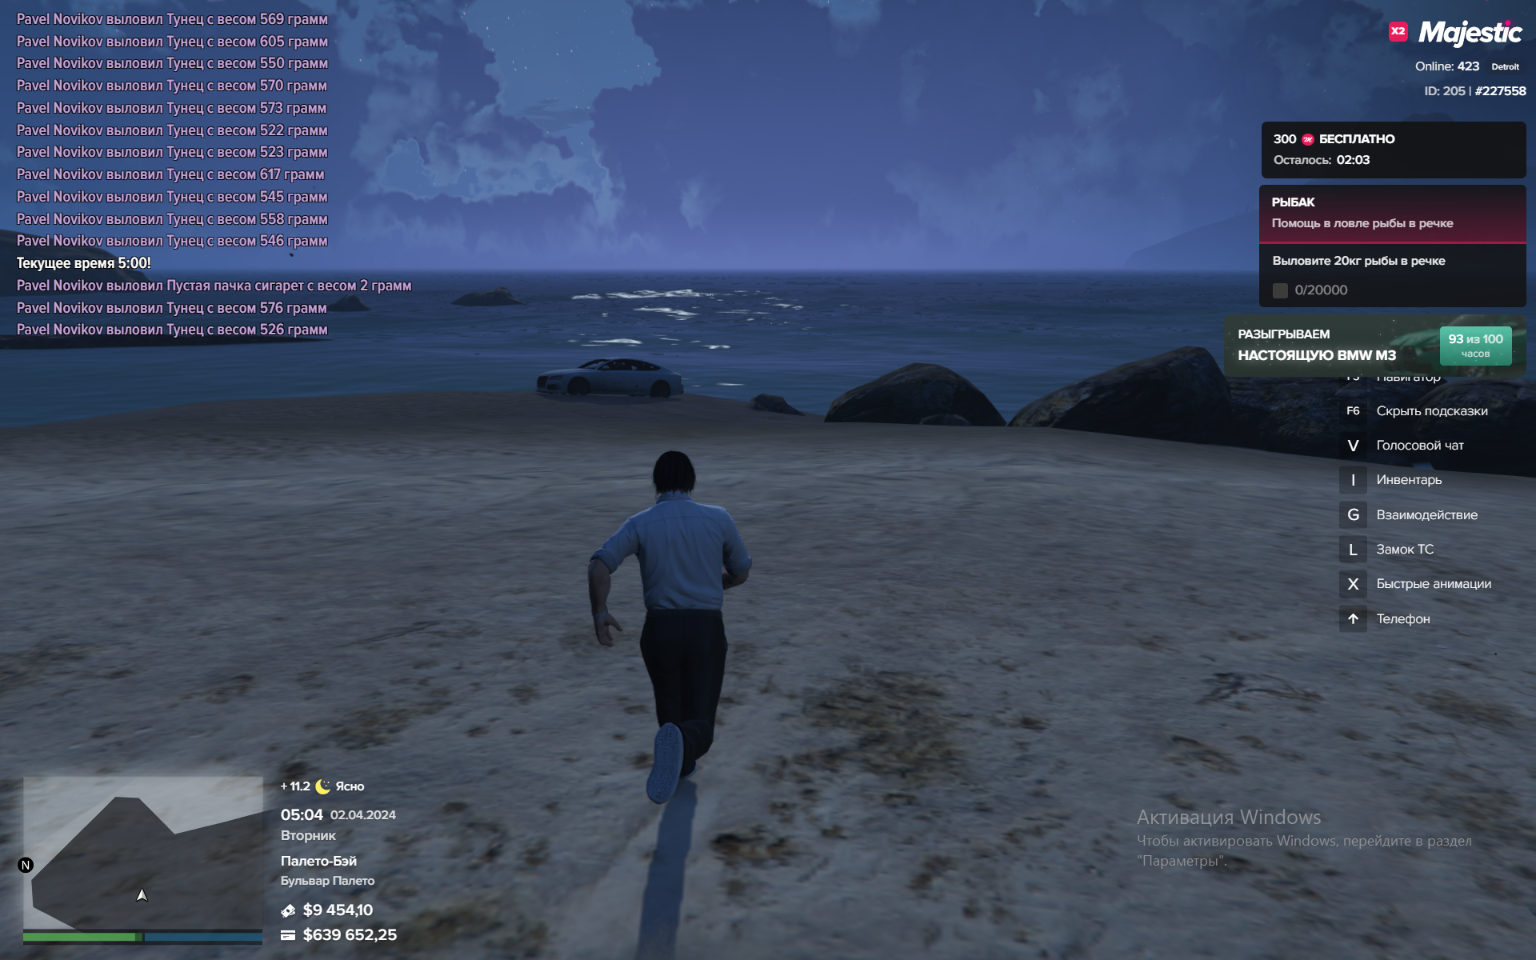 Pavel Novikov выловил Тунец с весом 569 грамм
Pavel Novikov выловил Тунец с весом 605 грамм
Pavel Novikov выловил Тунец с весом 550 грамм
Pavel Novikov выловил Тунец с весом 570 грамм
Pavel Novikov выловил Тунец с весом 573 грамм
Pavel Novikov выловил Тунец с весом 522 грамм
Pavel Novikov выловил Тунец с весом 523 грамм
Pavel Novikov выловил Тунец с весом 617 грамм
Pavel Novikov выловил Тунец с весом 545 грамм
Pavel Novikov выловил Тунец с весом 558 грамм
Pavel Novikov выловил Тунец с весом 546 грамм
Текущее время 5:00!
Pavel Novikov выловил Пустая пачка сигарет с весом 2 грамм
Pavel Novikov выловил Тунец с весом 576 грамм
Pavel Novikov выловил Тунец с весом 526 грамм
X2 Majestic
Online: 423 Detroit
ID: 205 | #227558
300 БЕСПЛАТНО
Осталось: 02:03
РЫБАК
Помощь в ловле рыбы в речке
Выловите 20кг рыбы в речке
0/20000
РАЗЫГРЫВАЕМ
НАСТОЯЩУЮ BMW M3
93 из 100
часов
Навигатор
F6 Скрыть подсказки
V Голосовой чат
I Инвентарь
G Взаимодействие
L Замок ТС
X Быстрые анимации
Телефон
N
+ 11.2 Ясно
05:04 02.04.2024
Вторник
Палето-Бэй
Бульвар Палето
$9 454,10
$639 652,25
Активация Windows
Чтобы активировать Windows, перейдите в раздел
"Параметры".